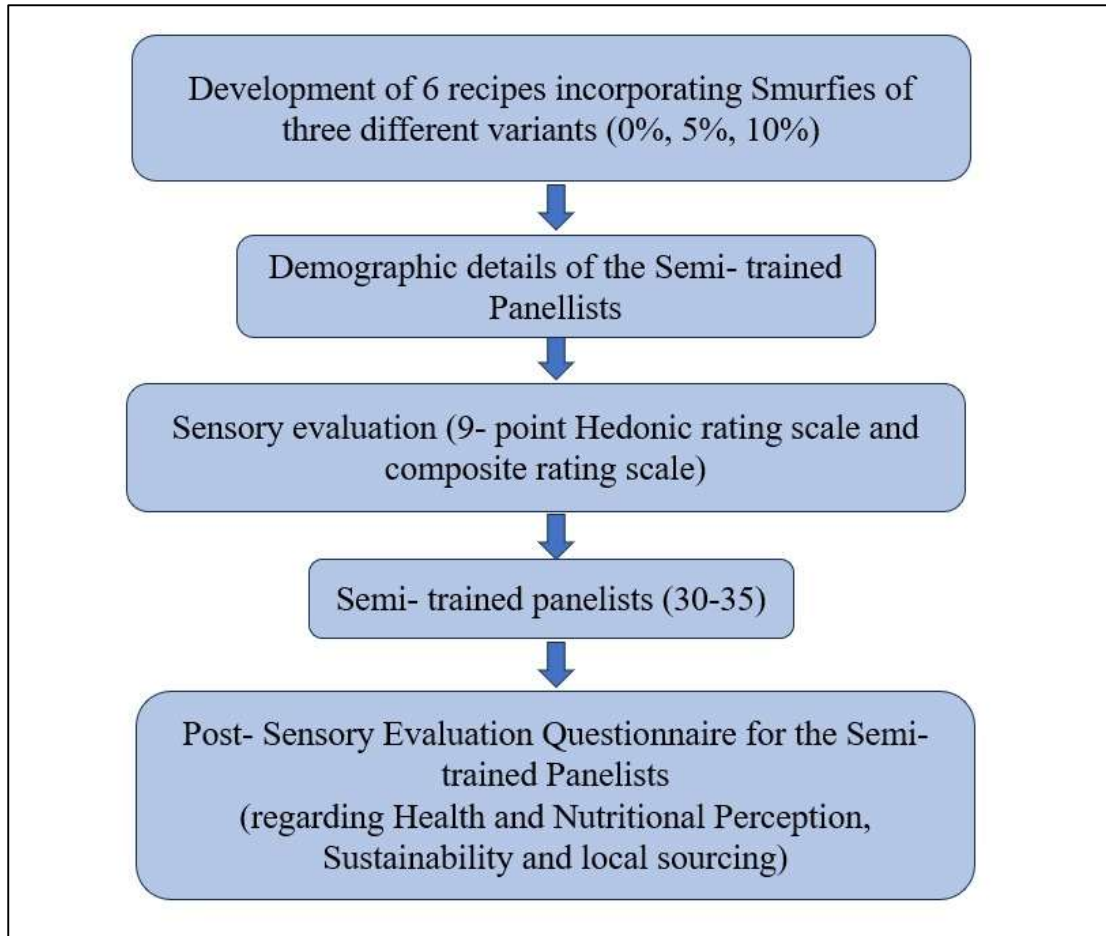 Development of 6 recipes incorporating Smurfies of
three different variants (0%, 5%, 10%)
Demographic details of the Semi- trained
Panellists
Sensory evaluation (9- point Hedonic rating scale and
composite rating scale)
Semi- trained panelists (30-35)
Post- Sensory Evaluation Questionnaire for the Semi-
trained Panelists
(regarding Health and Nutritional Perception,
Sustainability and local sourcing)